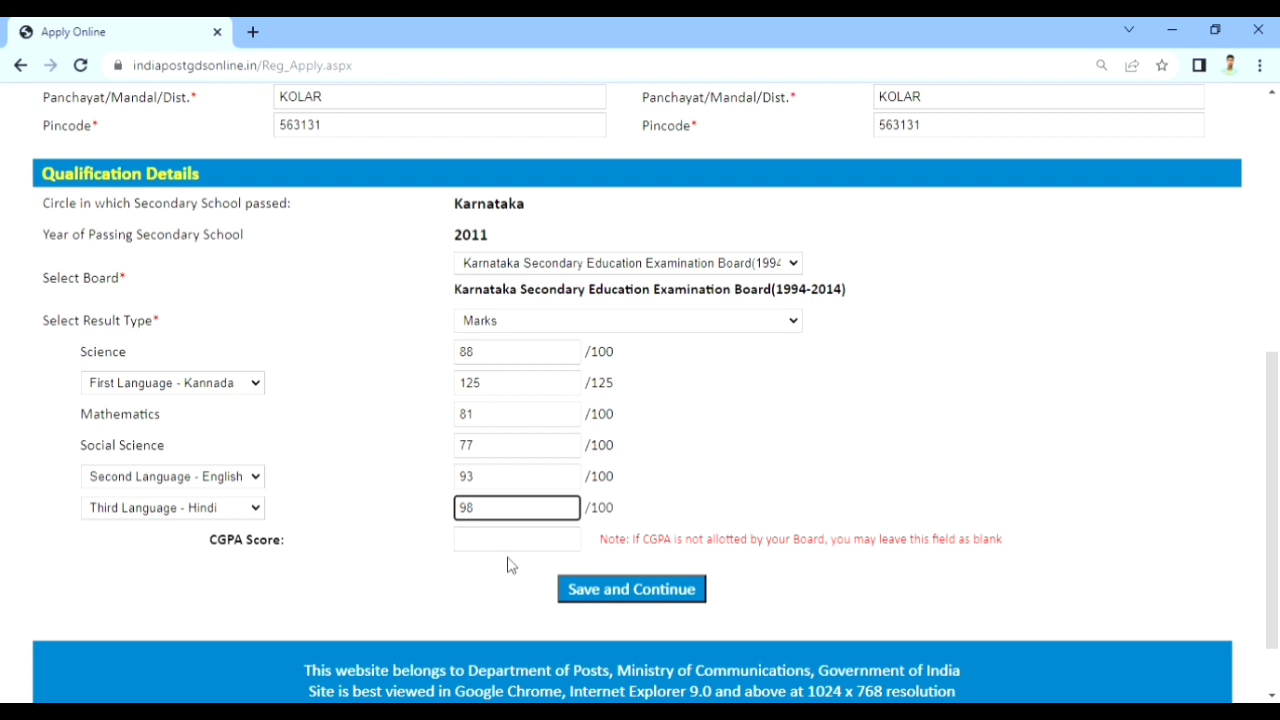 Apply Online
indiapostgdsonline.in/Reg_Apply.aspx
Panchayat/Mandal/Dist.* KOLAR Panchayat/Mandal/Dist.* KOLAR
Pincode* 563131 Pincode* 563131
Qualification Details
Circle in which Secondary School passed: Karnataka
Year of Passing Secondary School 2011
Select Board* Karnataka Secondary Education Examination Board(1994
Karnataka Secondary Education Examination Board(1994-2014)
Select Result Type* Marks
Science 88 /100
First Language - Kannada 125 /125
Mathematics 81 /100
Social Science 77 /100
Second Language - English 93 /100
Third Language - Hindi 98 /100
CGPA Score: Note: If CGPA is not allotted by your Board, you may leave this field as blank
Save and Continue
This website belongs to Department of Posts, Ministry of Communications, Government of India
Site is best viewed in Google Chrome, Internet Explorer 9.0 and above at 1024 x 768 resolution